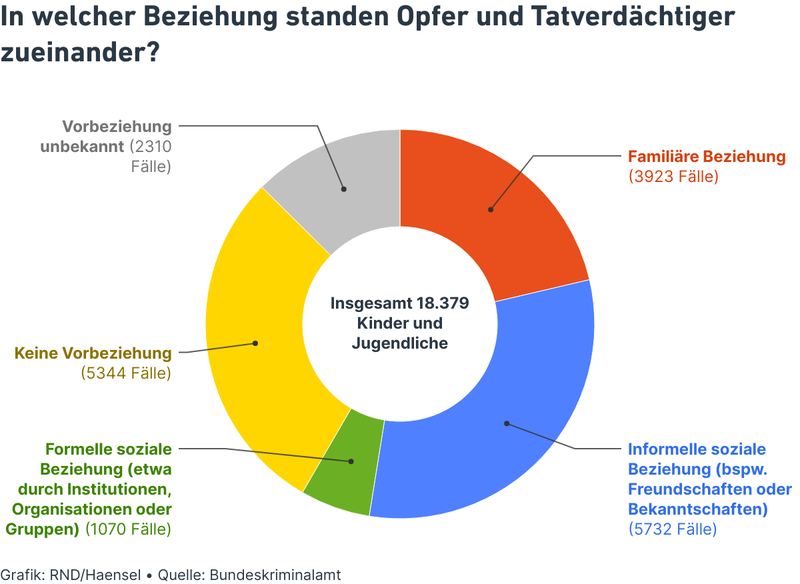 In welcher Beziehung standen Opfer und Tatverdächtiger
zueinander?
Vorbeziehung
unbekannt (2310
Fälle)
Familiäre Beziehung
(3923 Fälle)
Insgesamt 18.379
Kinder und
Jugendliche
Keine Vorbeziehung
(5344 Fälle)
Formelle soziale
Beziehung (etwa
durch Institutionen,
Organisationen oder
Gruppen) (1070 Fälle)
Informelle soziale
Beziehung (bspw.
Freundschaften oder
Bekanntschaften)
(5732 Fälle)
Grafik: RND/Haensel • Quelle: Bundeskriminalamt